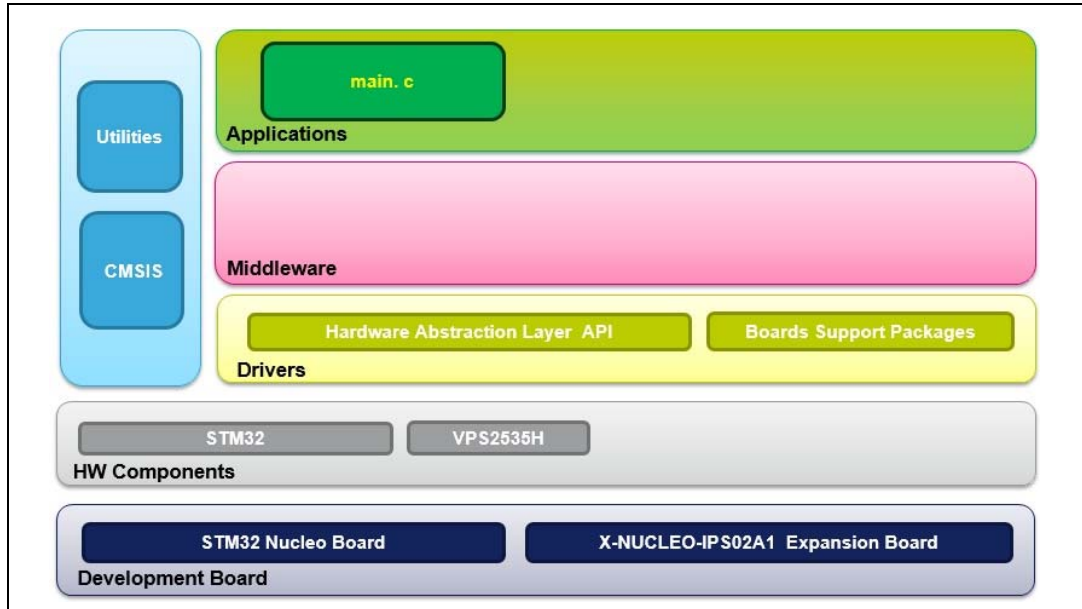 Utilities
CMSIS
main. c
Applications
Middleware
Hardware Abstraction Layer API
Boards Support Packages
Drivers
STM32
VPS2535H
HW Components
STM32 Nucleo Board
X-NUCLEO-IPS02A1 Expansion Board
Development Board